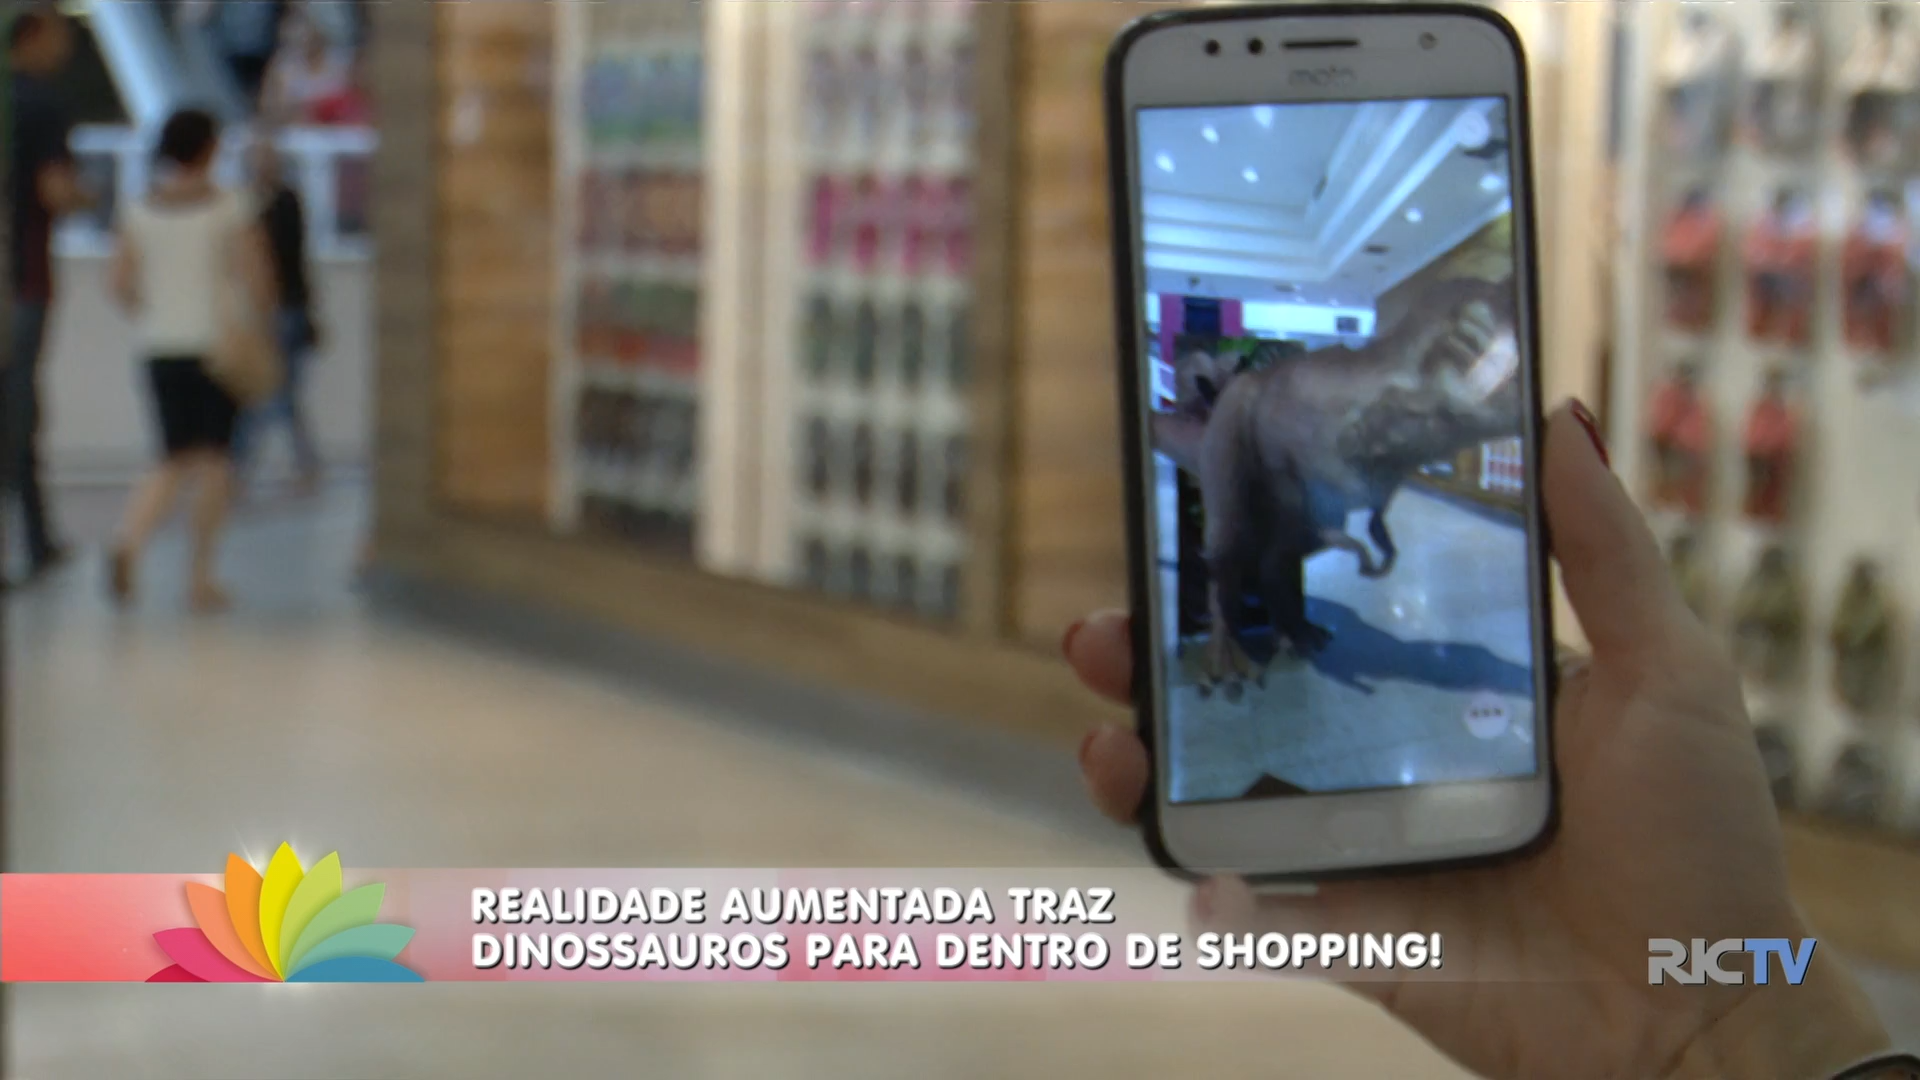 moto
REALIDADE AUMENTADA TRAZ
DINOSSAUROS PARA DENTRO DE SHOPPING!
RICTV